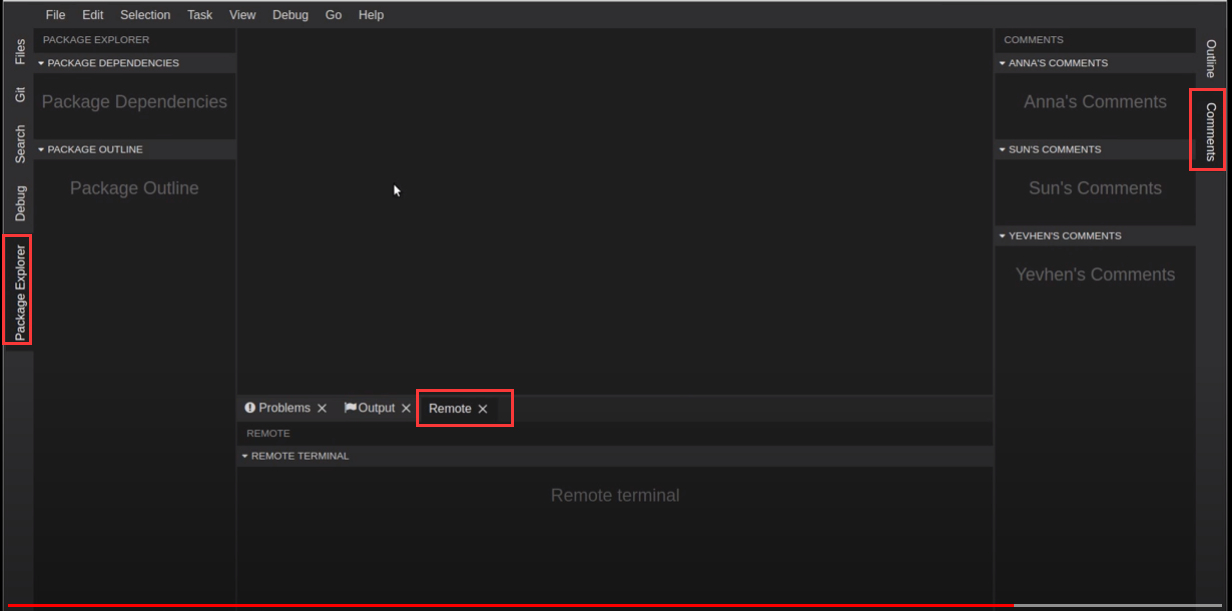 File Edit Selection Task View Debug Go Help
Files
Git
Search
Debug
Package Explorer
PACKAGE EXPLORER
PACKAGE DEPENDENCIES
Package Dependencies
PACKAGE OUTLINE
Package Outline
Problems Output Remote
REMOTE
REMOTE TERMINAL
Remote terminal
COMMENTS
ANNA'S COMMENTS
Anna's Comments
SUN'S COMMENTS
Sun's Comments
YEVHEN'S COMMENTS
Yevhen's Comments
Outline
Comments